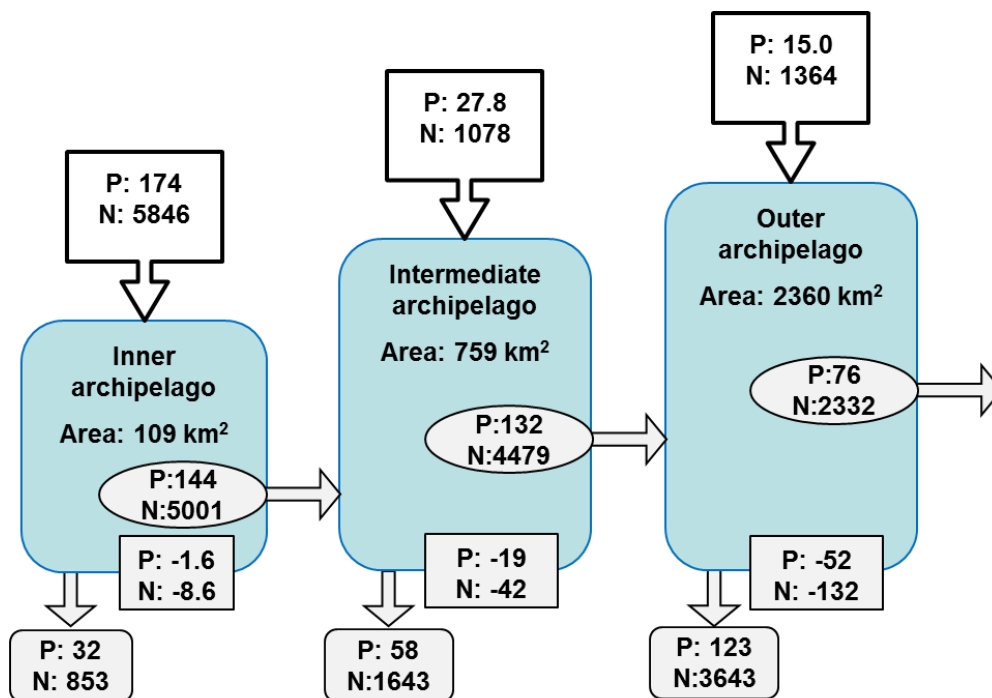 P: 174
N: 5846
Inner
archipelago
Area: 109 km²
P:144
N:5001
P: -1.6
N: -8.6
P: 32
N: 853
P: 27.8
N: 1078
Intermediate
archipelago
Area: 759 km²
P:132
N:4479
P: -19
N: -42
P: 58
N:1643
P: 15.0
N: 1364
Outer
archipelago
Area: 2360 km²
P:76
N:2332
P: -52
N: -132
P: 123
N:3643